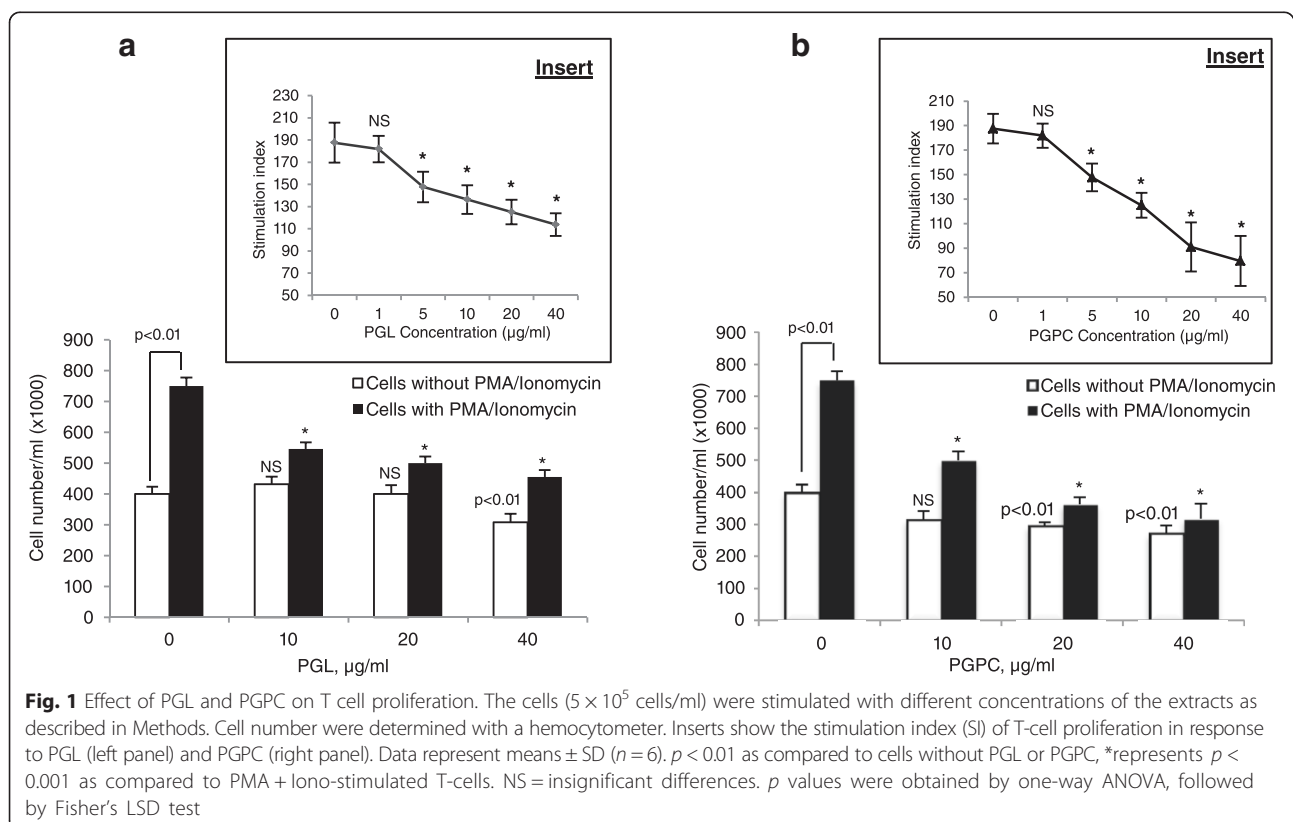 a
Insert
230
210
190
170
150
130
110
90
70
50
NS
*
*
*
*
Stimulation index
0 1 5 10 20 40
PGL Concentration (µg/ml)
900
800
700
600
500
400
300
200
100
0
Cell number/ml (x1000)
p<0.01
Cells without PMA/Ionomycin
Cells with PMA/Ionomycin
NS
*
NS
*
p<0.01
*
0 10 20 40
PGL, µg/ml
b
Insert
210
190
170
150
130
110
90
70
50
NS
*
*
*
*
Stimulation index
0 1 5 10 20 40
PGPC Concentration (µg/ml)
900
800
700
600
500
400
300
200
100
0
Cell number/ml (x1000)
p<0.01
Cells without PMA/Ionomycin
Cells with PMA/Ionomycin
NS
*
p<0.01
*
p<0.01
*
0 10 20 40
PGPC, µg/ml
Fig. 1 Effect of PGL and PGPC on T cell proliferation. The cells (5 × 10⁵ cells/ml) were stimulated with different concentrations of the extracts as
described in Methods. Cell number were determined with a hemocytometer. Inserts show the stimulation index (SI) of T-cell proliferation in response
to PGL (left panel) and PGPC (right panel). Data represent means ± SD (n = 6). p < 0.01 as compared to cells without PGL or PGPC, *represents p <
0.001 as compared to PMA + Iono-stimulated T-cells. NS = insignificant differences. p values were obtained by one-way ANOVA, followed
by Fisher's LSD test